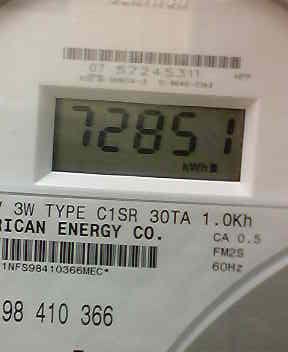 07 57245311
72851
kWh
V 3W TYPE C1SR 30TA 1.0Kh
RICAN ENERGY CO.
CA 0.5
FM2S
60Hz
1NFS98410366MEC*
98 410 366